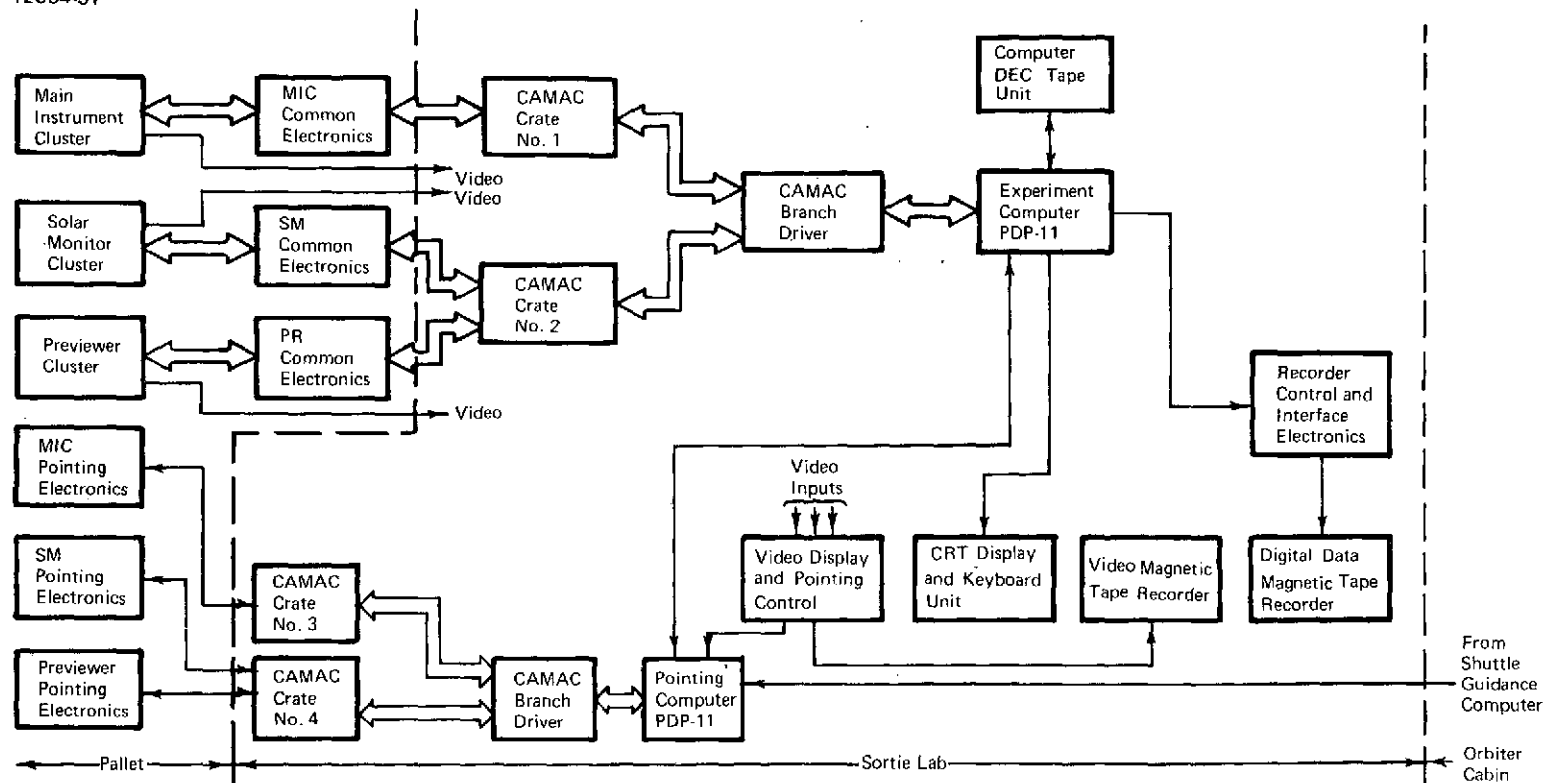 Main
Instrument
Cluster
MIC
Common
Electronics
CAMAC
Crate
No. 1
Computer
DEC Tape
Unit
Video
Video
Solar
Monitor
Cluster
SM
Common
Electronics
CAMAC
Crate
No. 2
CAMAC
Branch
Driver
Experiment
Computer
PDP-11
Previewer
Cluster
PR
Common
Electronics
Video
Recorder
Control and
Interface
Electronics
MIC
Pointing
Electronics
Video
Inputs
SM
Pointing
Electronics
CAMAC
Crate
No. 3
Video Display
and Pointing
Control
CRT Display
and Keyboard
Unit
Video Magnetic
Tape Recorder
Digital Data
Magnetic Tape
Recorder
Previewer
Pointing
Electronics
CAMAC
Crate
No. 4
CAMAC
Branch
Driver
Pointing
Computer
PDP-11
From
Shuttle
Guidance
Computer
Pallet
Sortie Lab
Orbiter
Cabin